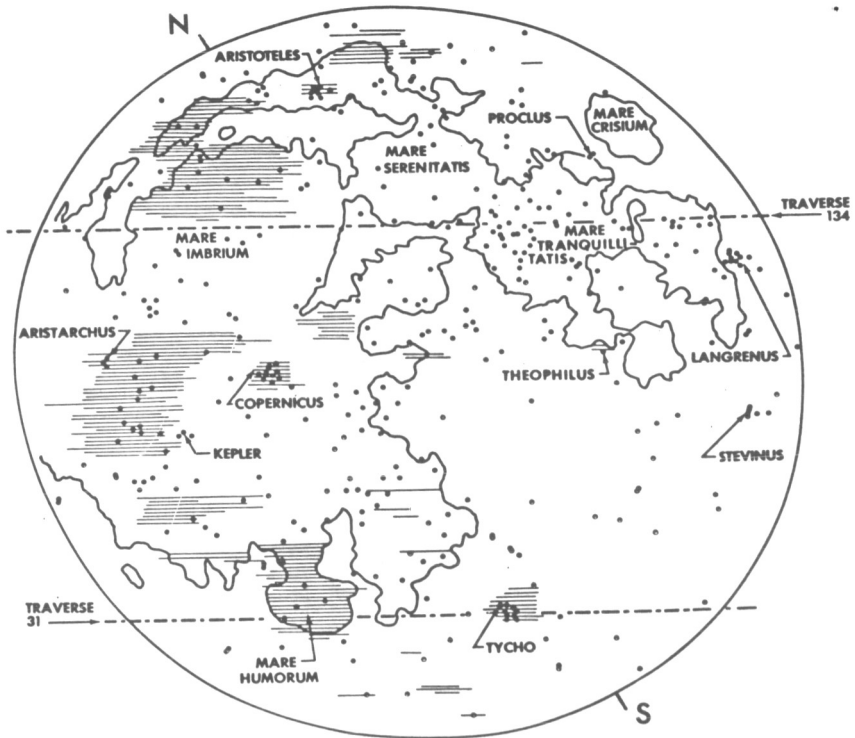 N
ARISTOTELES
PROCLUS
MARE
CRISIUM
MARE
SERENITATIS
TRAVERSE
134
MARE
IMBRIUM
MARE
TRANQUILLI
TATIS
ARISTARCHUS
LANGRENUS
THEOPHILUS
COPERNICUS
KEPLER
STEVINUS
TRAVERSE
31
TYCHO
MARE
HUMORUM
S